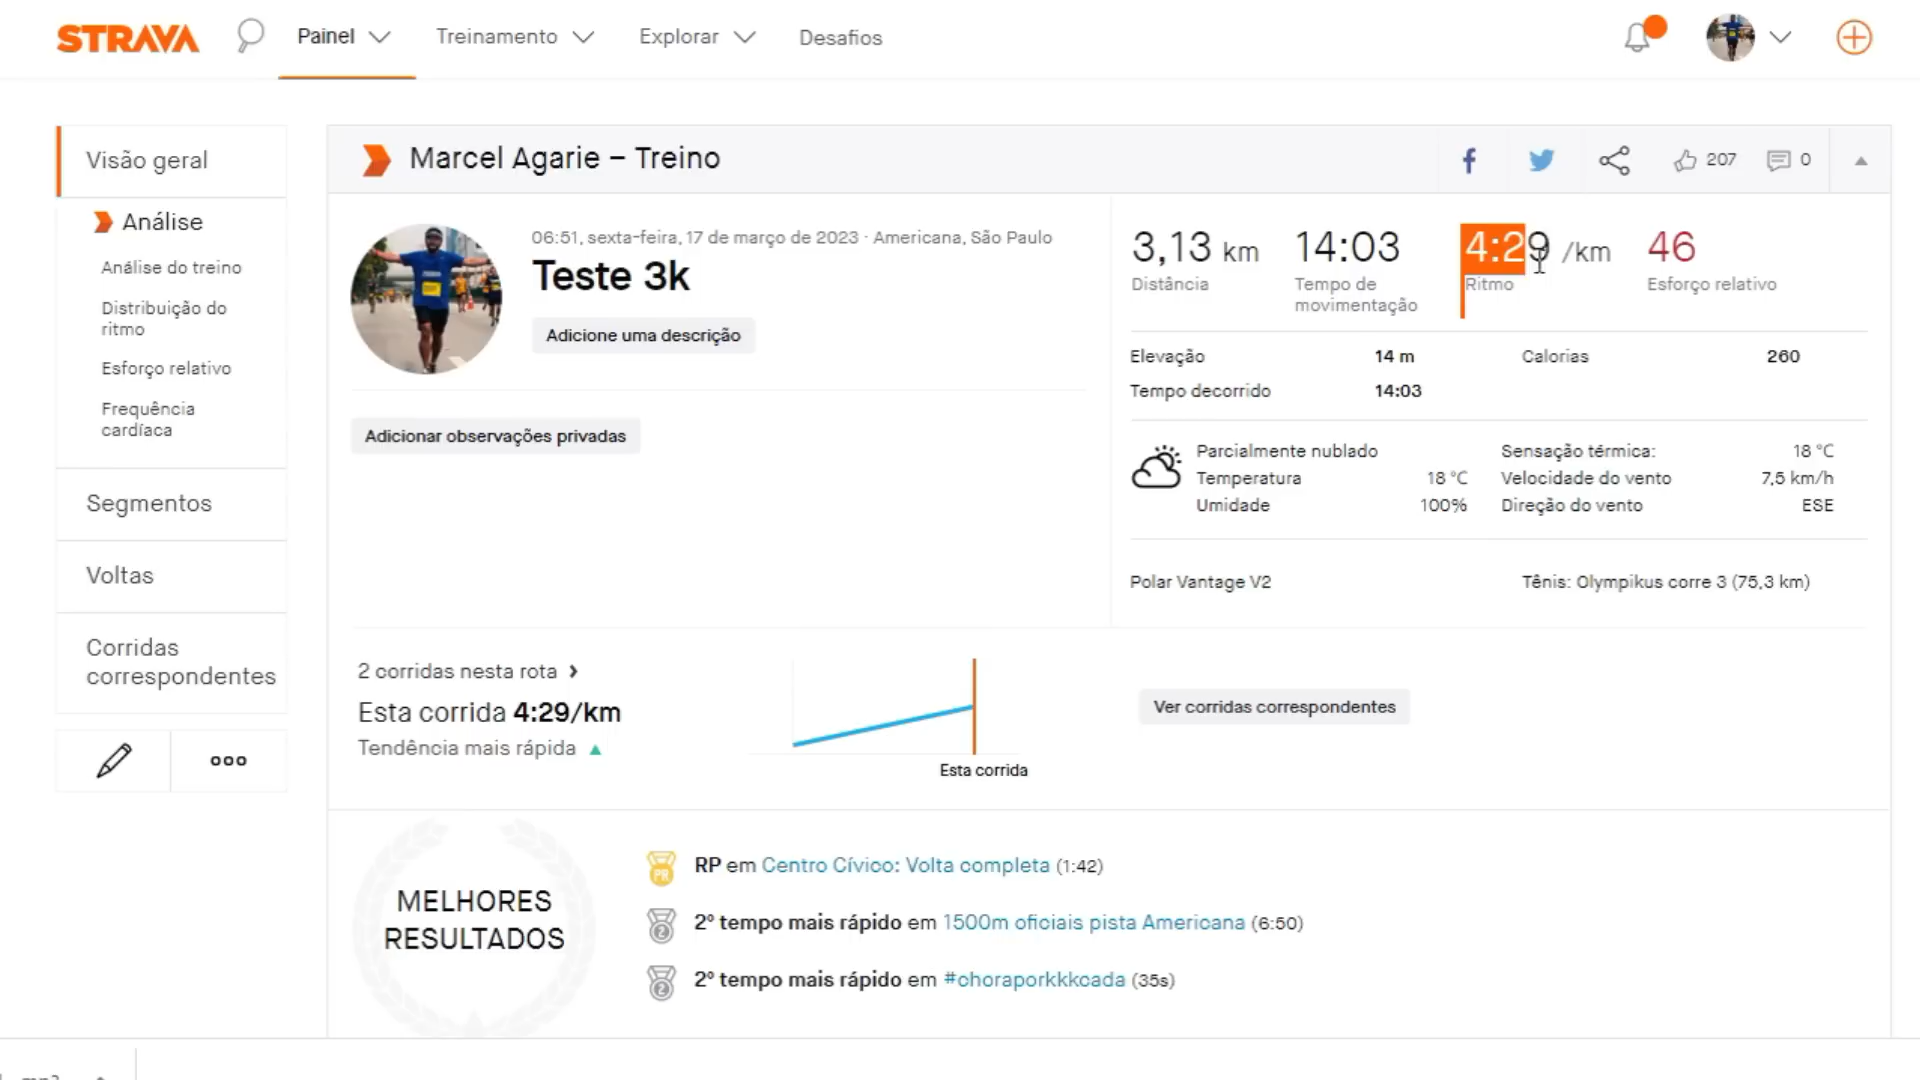 STRAVA Painel Treinamento Explorar Desafios
Visão geral
Análise
Análise do treino
Distribuição do
ritmo
Esforço relativo
Frequência
cardíaca
Segmentos
Voltas
Corridas
correspondentes
Marcel Agarie – Treino
207 0
06:51, sexta-feira, 17 de março de 2023 · Americana, São Paulo
Teste 3k
Adicione uma descrição
Adicionar observações privadas
3,13 km 14:03 4:29 /km 46
Distância Tempo de Ritmo Esforço relativo
movimentação
Elevação 14 m Calorias 260
Tempo decorrido 14:03
Parcialmente nublado Sensação térmica: 18 °C
Temperatura 18 °C Velocidade do vento 7,5 km/h
Umidade 100% Direção do vento ESE
Polar Vantage V2 Tênis: Olympikus corre 3 (75,3 km)
2 corridas nesta rota
Esta corrida 4:29/km
Tendência mais rápida
Esta corrida
Ver corridas correspondentes
MELHORES
RESULTADOS
PR RP em Centro Cívico: Volta completa (1:42)
2 2º tempo mais rápido em 1500m oficiais pista Americana (6:50)
2 2º tempo mais rápido em #choraporkkkcada (35s)